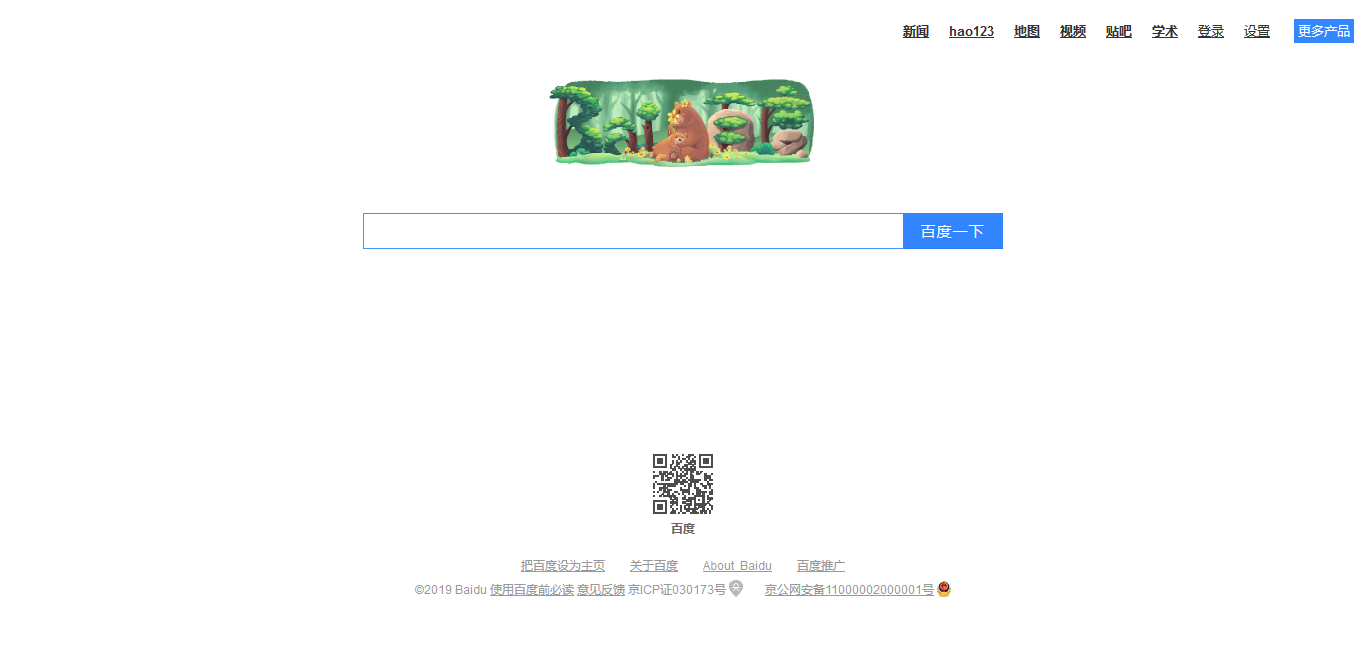 新闻 hao123 地图 视频 贴吧 学术 登录 设置 更多产品
百度一下
百度
把百度设为主页 关于百度 About Baidu 百度推广
©2019 Baidu 使用百度前必读 意见反馈 京ICP证030173号 京公网安备11000002000001号